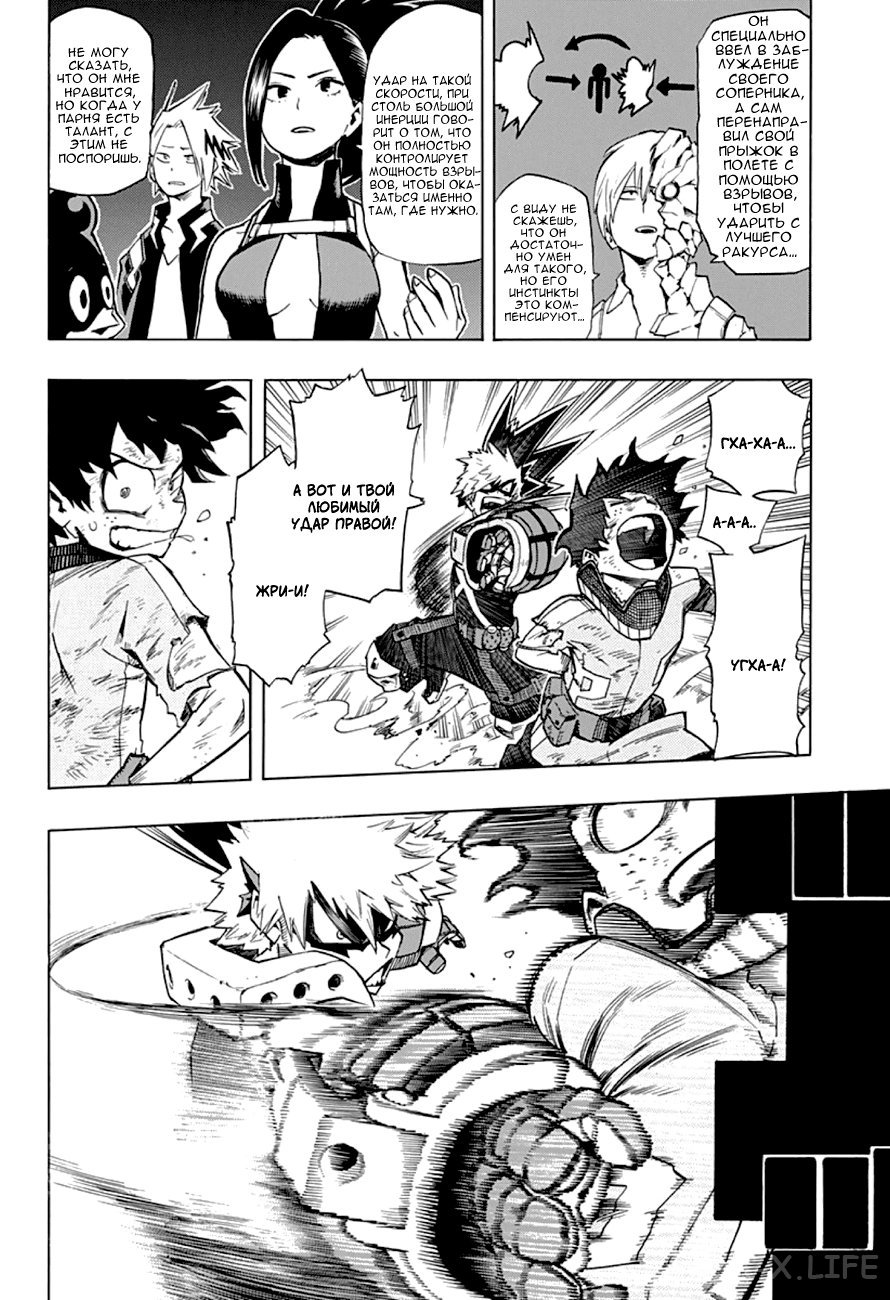 ОН
СПЕЦИАЛЬНО
ВВЕЛ В ЗАБ-
ЛУЖДЕНИЕ
СВОЕГО
СОПЕРНИКА,
А САМ
ПЕРЕНАПРА-
ВИЛ СВОЙ
ПРЫЖОК
В ПОЛЕТЕ С
ПОМОЩЬЮ
ВЗРЫВОВ,
ЧТОБЫ
УДАРИТЬ С
ЛУЧШЕГО
РАКУРСА...
С ВИДУ НЕ
СКАЖЕШЬ,
ЧТО ОН
ДОСТАТОЧ-
НО УМЕН
ДЛЯ ТАКОГО,
НО ЕГО
ИНСТИНКТЫ
ЭТО КОМ-
ПЕНСИРУЮТ...
УДАР НА ТАКОЙ
СКОРОСТИ, ПРИ
СТОЛЬ БОЛЬШОЙ
ИНЕРЦИИ ГОВО-
РИТ О ТОМ, ЧТО
ОН ПОЛНОСТЬЮ
КОНТРОЛИРУЕТ
МОЩНОСТЬ ВЗРЫ-
ВОВ, ЧТОБЫ ОКА-
ЗАТЬСЯ ИМЕННО
ТАМ, ГДЕ НУЖНО.
НЕ МОГУ
СКАЗАТЬ,
ЧТО ОН МНЕ
НРАВИТСЯ,
НО КОГДА У
ПАРНЯ ЕСТЬ
ТАЛАНТ, С
ЭТИМ НЕ
ПОСПОРИШЬ.
ГХА-ХА-А...
А-А-А..
УГХА-А!
А ВОТ И ТВОЙ
ЛЮБИМЫЙ
УДАР ПРАВОЙ!
ЖРИ-И!
X.LIFE